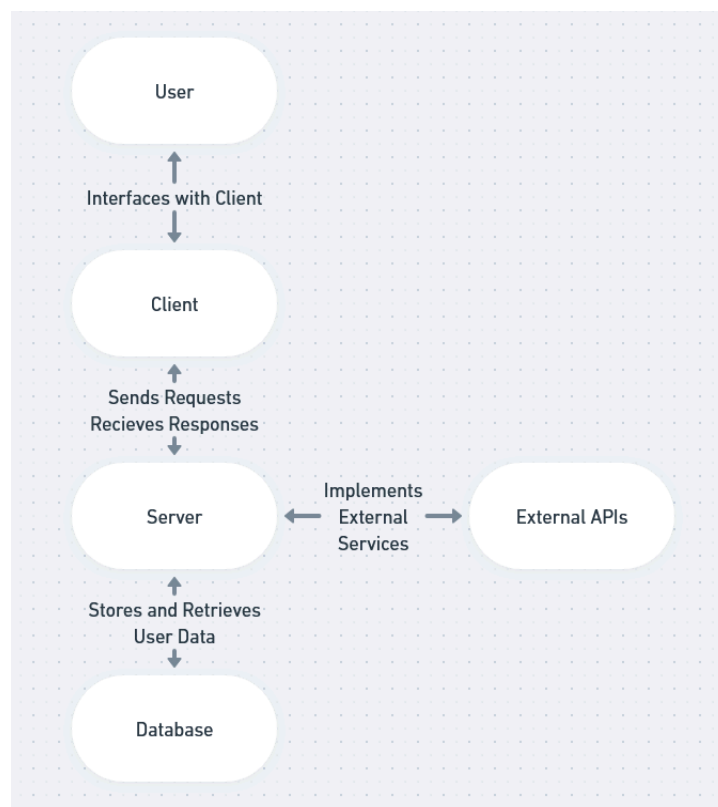 User
Interfaces with Client
Client
Sends Requests
Recieves Responses
Server
Implements
External
Services
External APIs
Stores and Retrieves
User Data
Database